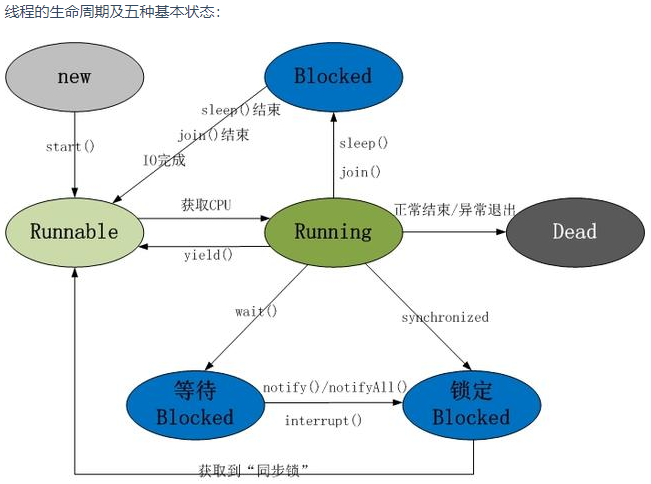 线程的生命周期及五种基本状态：
new
Blocked
start()
sleep()结束
join()结束
IO完成
sleep()
join()
Runnable
获取CPU
yield()
Running
正常结束/异常退出
Dead
wait()
synchronized
等待
Blocked
notify()/notifyAll()
interrupt()
锁定
Blocked
获取到“同步锁”